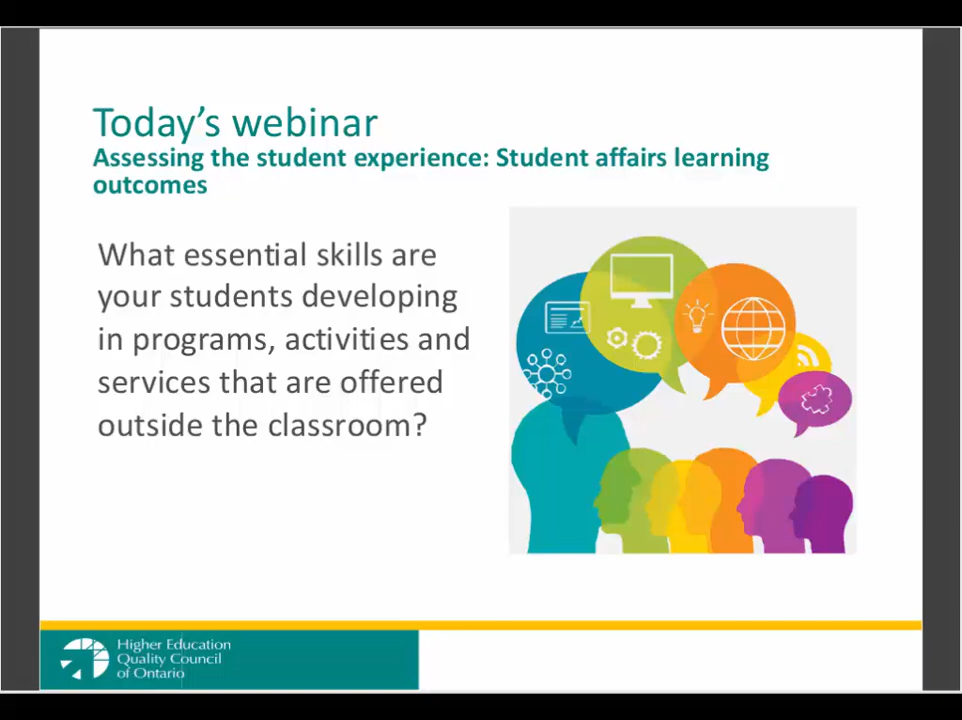 Today's webinar
Assessing the student experience: Student affairs learning
outcomes
What essential skills are
your students developing
in programs, activities and
services that are offered
outside the classroom?
Higher Education
Quality Council
of Ontario